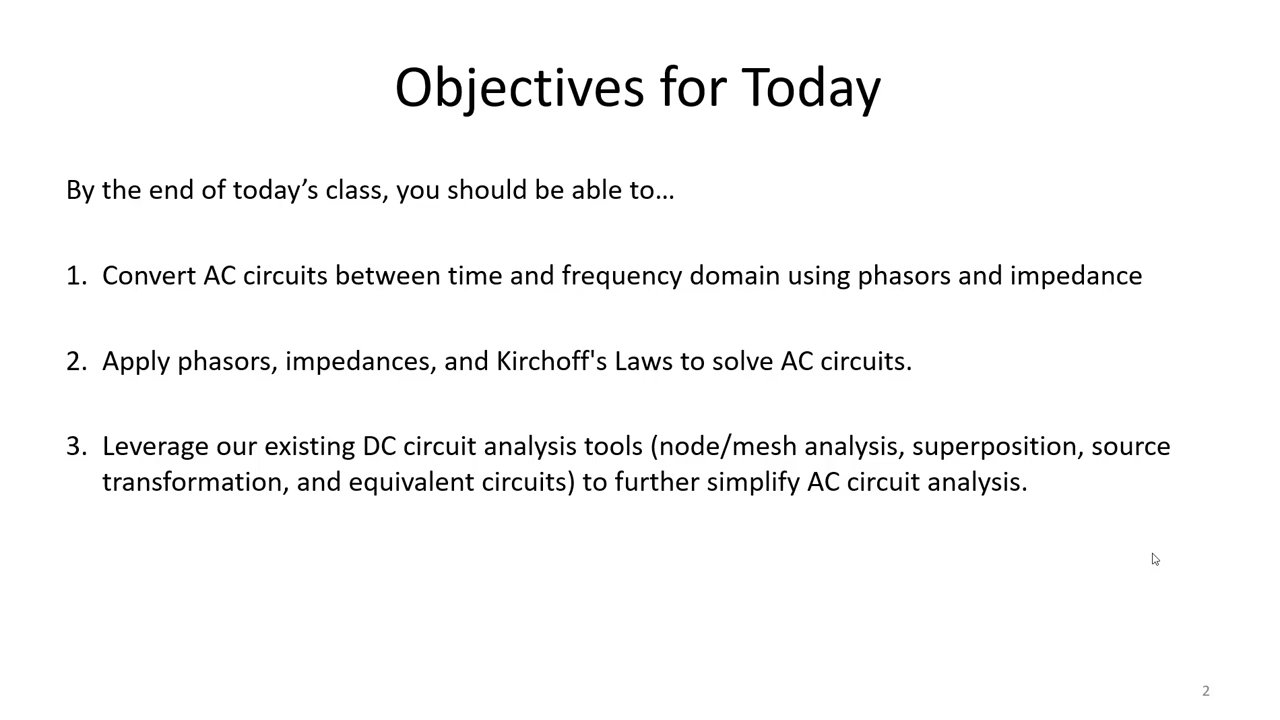 Objectives for Today
By the end of today’s class, you should be able to…
1. Convert AC circuits between time and frequency domain using phasors and impedance
2. Apply phasors, impedances, and Kirchoff's Laws to solve AC circuits.
3. Leverage our existing DC circuit analysis tools (node/mesh analysis, superposition, source
transformation, and equivalent circuits) to further simplify AC circuit analysis.
2